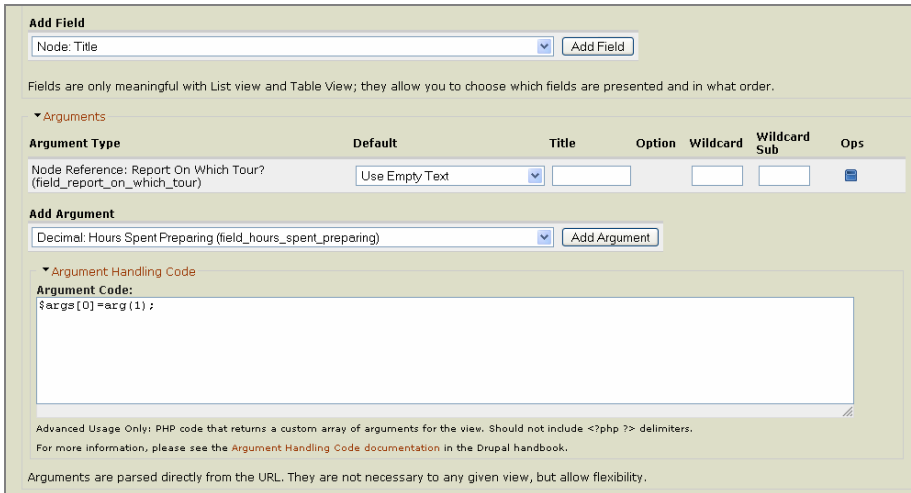 Add Field
Node: Title Add Field
Fields are only meaningful with List view and Table View; they allow you to choose which fields are presented and in what order.
Arguments
Argument Type Default Title Option Wildcard Wildcard Sub Ops
Node Reference: Report On Which Tour?
(field_report_on_which_tour) Use Empty Text
Add Argument
Decimal: Hours Spent Preparing (field_hours_spent_preparing) Add Argument
Argument Handling Code
Argument Code:
$args[0]=arg(1);
Advanced Usage Only: PHP code that returns a custom array of arguments for the view. Should not include <?php ?> delimiters.
For more information, please see the Argument Handling Code documentation in the Drupal handbook.
Arguments are parsed directly from the URL. They are not necessary to any given view, but allow flexibility.